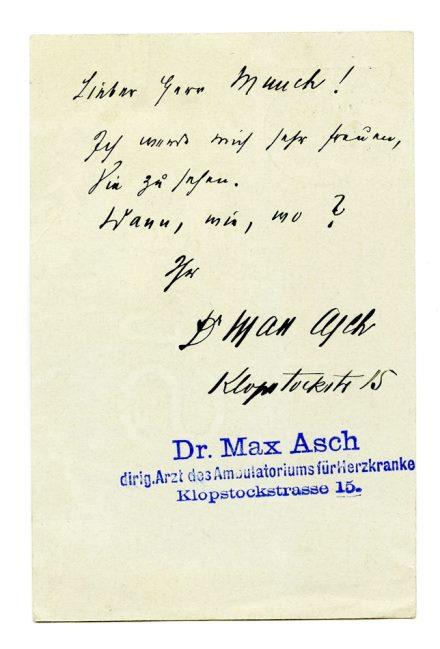 Lieber Herr Munch!
Ich werde mich sehr freuen,
Sie zu sehen.
Wann, wie, wo?
Ihr
Dr Max Asch
Klopstockstr 15
Dr. Max Asch
dirig.Arzt des Ambulatoriums für Herzkranke
Klopstockstrasse 15.